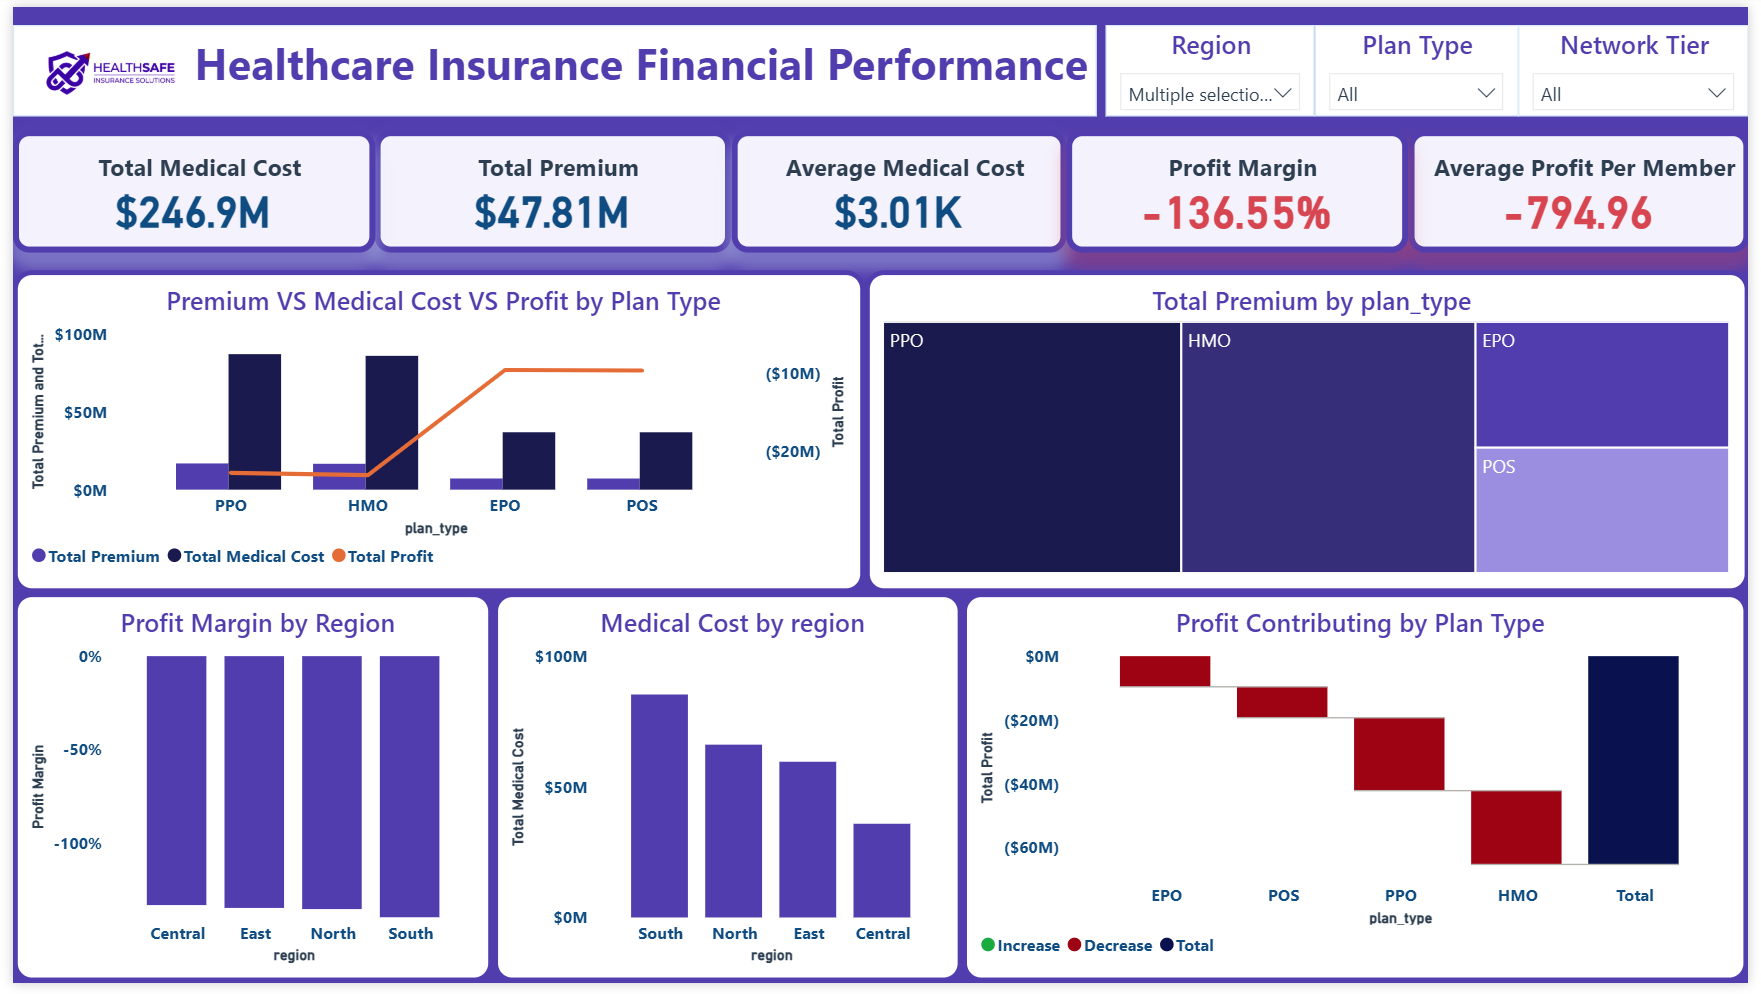 HEALTHSAFE
INSURANCE SOLUTIONS
Healthcare Insurance Financial Performance
Region
Multiple selectio...
Plan Type
All
Network Tier
All
Total Medical Cost
$246.9M
Total Premium
$47.81M
Average Medical Cost
$3.01K
Profit Margin
-136.55%
Average Profit Per Member
-794.96
Premium VS Medical Cost VS Profit by Plan Type
Total Premium and Tot...
$100M
$50M
$0M
($10M)
($20M)
Total Profit
PPO
HMO
EPO
POS
plan_type
Total Premium
Total Medical Cost
Total Profit
Total Premium by plan_type
PPO
HMO
EPO
POS
Profit Margin by Region
Profit Margin
0%
-50%
-100%
Central
East
North
South
region
Medical Cost by region
Total Medical Cost
$100M
$50M
$0M
South
North
East
Central
region
Profit Contributing by Plan Type
Total Profit
$0M
($20M)
($40M)
($60M)
EPO
POS
PPO
HMO
Total
plan_type
Increase
Decrease
Total